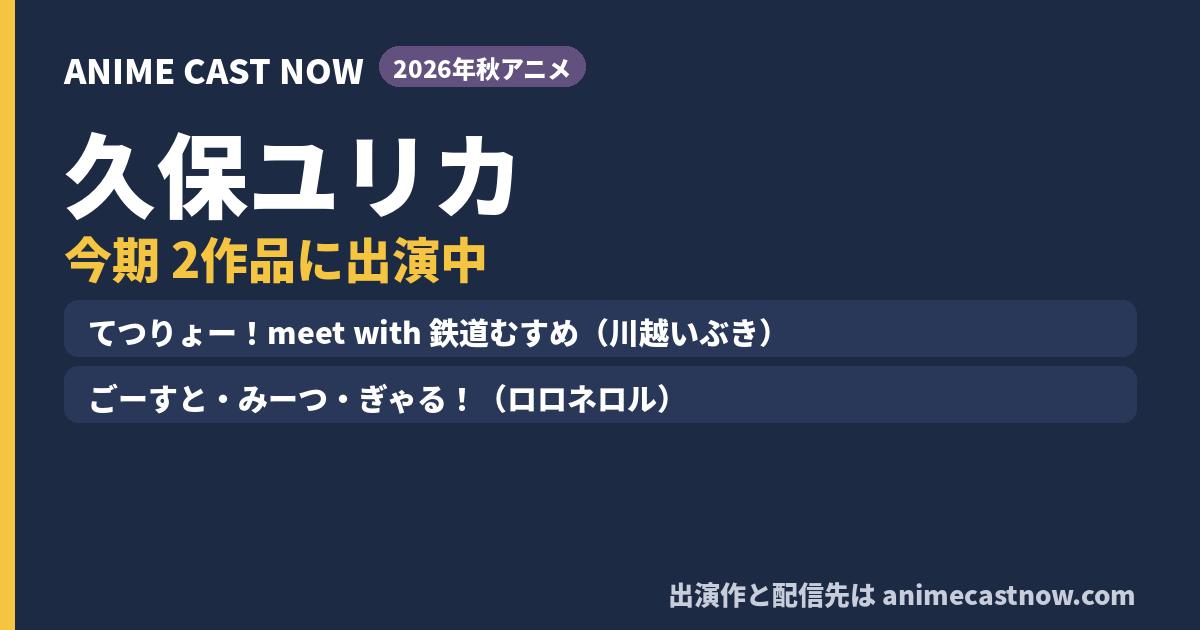 ANIME CAST NOW 2026年秋アニメ
久保ユリカ
今期 2作品に出演中
てつりょー！meet with 鉄道むすめ（川越いぶき）
ごーすと・みーつ・ぎゃる！（ロロネロル）
出演作と配信先は animecastnow.com